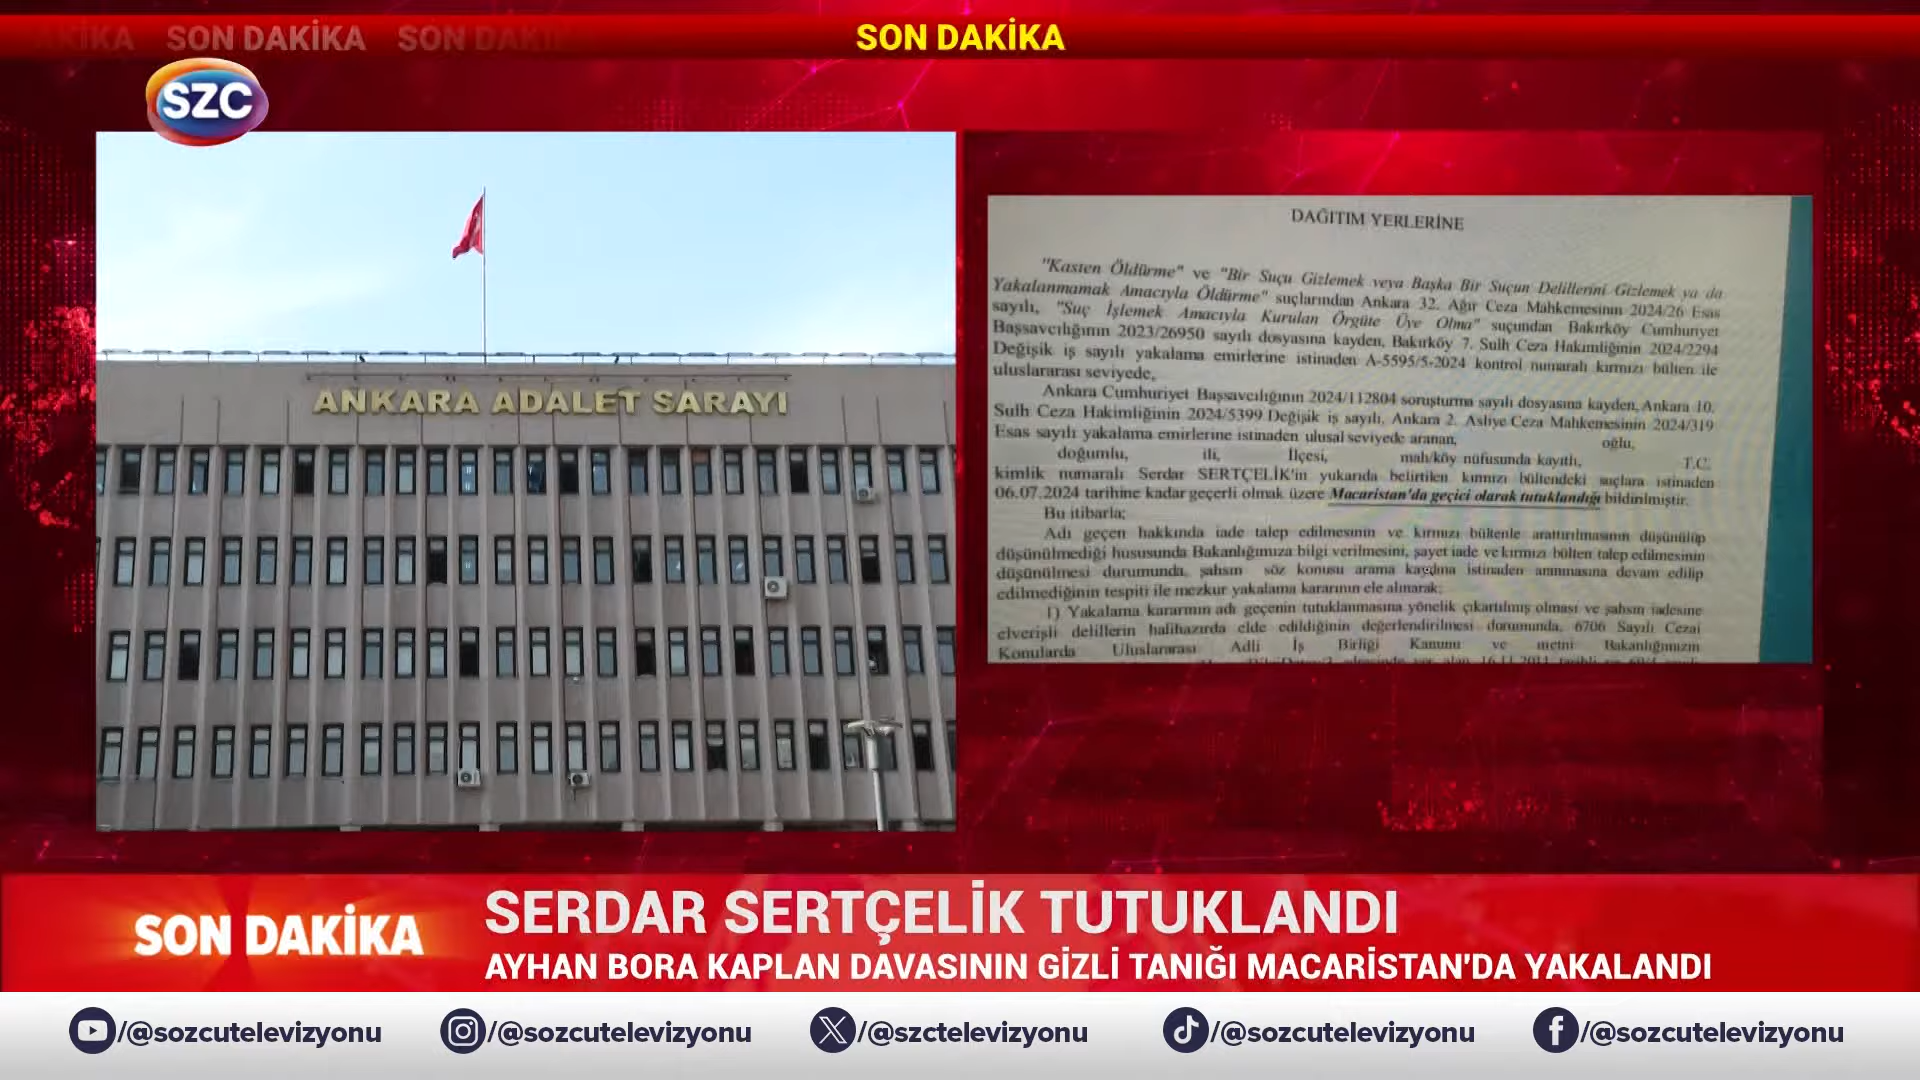 SON DAKİKA
SON DAKİKA
SZC
ANKARA ADALET SARAYI
DAĞITIM YERLERİNE
"Kasten Öldürme" ve "Bir Suçu Gizlemek veya Başka Bir Suçun Delillerini Gizlemek ya da
Yakalanmamak Amacıyla Öldürme" suçlarından Ankara 32. Ağır Ceza Mahkemesinin 2024/26 Esas
sayılı, "Suç İşlemek Amacıyla Kurulan Örgüte Üye Olma" suçundan Bakırköy Cumhuriyet
Başsavcılığının 2023/26950 sayılı dosyasına kayden, Bakırköy 7. Sulh Ceza Hakimliğinin 2024/2294
Değişik iş sayılı yakalama emirlerine istinaden A-5595/5-2024 kontrol numaralı kırmızı bülten ile
uluslararası seviyede,
Ankara Cumhuriyet Başsavcılığının 2024/112804 soruşturma sayılı dosyasına kayden, Ankara 10.
Sulh Ceza Hakimliğinin 2024/5399 Değişik iş sayılı, Ankara 2. Asliye Ceza Mahkemesinin 2024/319
Esas sayılı yakalama emirlerine istinaden ulusal seviyede aranan, oğlu,
doğumlu, ili, İlçesi, mah/köy nüfusunda kayıtlı, T.C.
kimlik numaralı Serdar SERTÇELİK'in yukarıda belirtilen kırmızı bültendeki suçlara istinaden
06.07.2024 tarihine kadar geçerli olmak üzere Macaristan'da geçici olarak tutuklandığı bildirilmiştir.
Bu itibarla;
Adı geçen hakkında iade talep edilmesinin ve kırmızı bültenle araturılmasının düşünülüp
düşünülmediği hususunda Bakanlığımıza bilgi verilmesini, şayet iade ve kırmızı bülten talep edilmesinin
düşünülmesi durumunda, şahsın söz konusu arama kaydına istinaden aranmasına devam edilip
edilmediğinin tespiti ile mezkur yakalama kararının ele alınarak;
1) Yakalama kararının adı geçenin tutuklanmasına yönelik çıkartılmış olması ve şahsın iadesine
elverişli delillerin halihazırda elde edildiğinin değerlendirilmesi durumunda, 6706 Sayılı Cezai
Konularda Uluslararası Adli İş Birliği Kanunu ve metni Bakanlığımızın
SON DAKİKA
SERDAR SERTÇELİK TUTUKLANDI
AYHAN BORA KAPLAN DAVASININ GİZLİ TANIĞI MACARİSTAN'DA YAKALANDI
/@sozcutelevizyonu /@sozcutelevizyonu /@szctelevizyonu /@sozcutelevizyonu /@sozcutelevizyonu